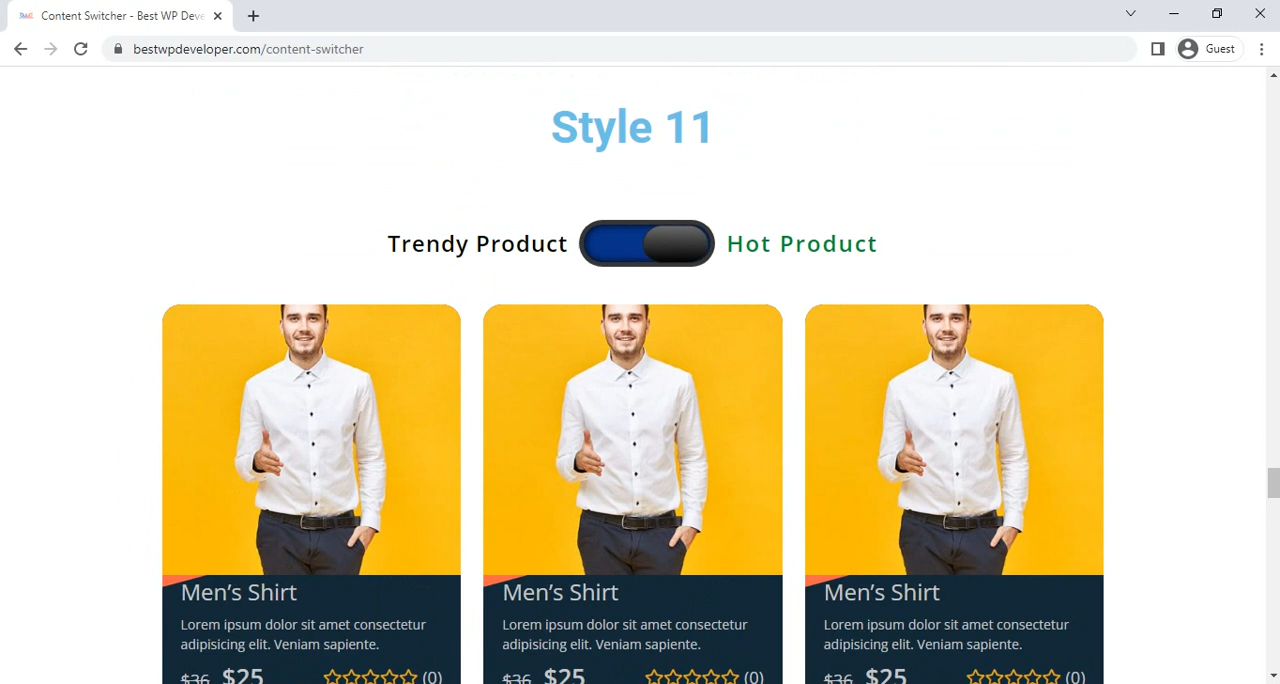 Content Switcher - Best WP Deve
bestwpdeveloper.com/content-switcher
Guest
Style 11
Trendy Product
Hot Product
Men’s Shirt
Lorem ipsum dolor sit amet consectetur
adipisicing elit. Veniam sapiente.
$36 $25 (0)
Men’s Shirt
Lorem ipsum dolor sit amet consectetur
adipisicing elit. Veniam sapiente.
$36 $25 (0)
Men’s Shirt
Lorem ipsum dolor sit amet consectetur
adipisicing elit. Veniam sapiente.
$36 $25 (0)